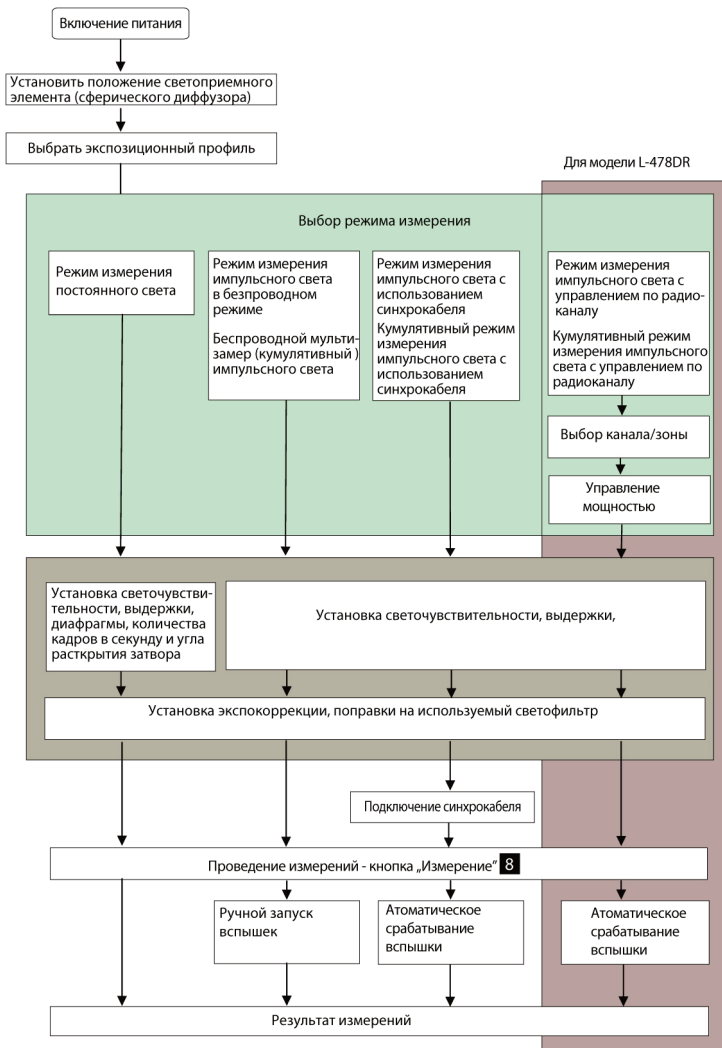 Включение питания
Установить положение светоприемного
элемента (сферического диффузора)
Выбрать экспозиционный профиль
Для модели L-478DR
Выбор режима измерения
Режим измерения
постоянного света
Режим измерения
импульсного света
в безпроводном
режиме
Беспроводной мульти-
замер (кумулятивный )
импульсного света
Режим измерения
импульсного света с
использованием
синхрокабеля
Кумулятивный режим
измерения
импульсного света с
использованием
синхрокабеля
Режим измерения
импульсного света с
управлением по радио-
каналу
Кумулятивный режим
измерения импульсного
света с управлением по
радиоканалу
Выбор канала/зоны
Управление
мощностью
Установка светочувстви-
тельности, выдержки,
диафрагмы, количества
кадров в секунду и угла
расткрытия затвора
Установка светочувствительности, выдержки,
Установка экспокоррекции, поправки на используемый светофильтр
Подключение синхрокабеля
Проведение измерений - кнопка „Измерение" 8
Ручной запуск
вспышек
Атоматическое
срабатывание
вспышки
Атоматическое
срабатывание
вспышки
Результат измерений